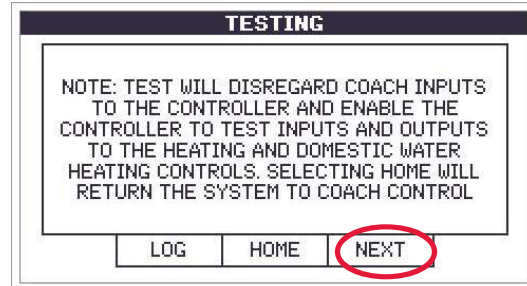 TESTING
NOTE: TEST WILL DISREGARD COACH INPUTS
TO THE CONTROLLER AND ENABLE THE
CONTROLLER TO TEST INPUTS AND OUTPUTS
TO THE HEATING AND DOMESTIC WATER
HEATING CONTROLS. SELECTING HOME WILL
RETURN THE SYSTEM TO COACH CONTROL
LOG HOME NEXT